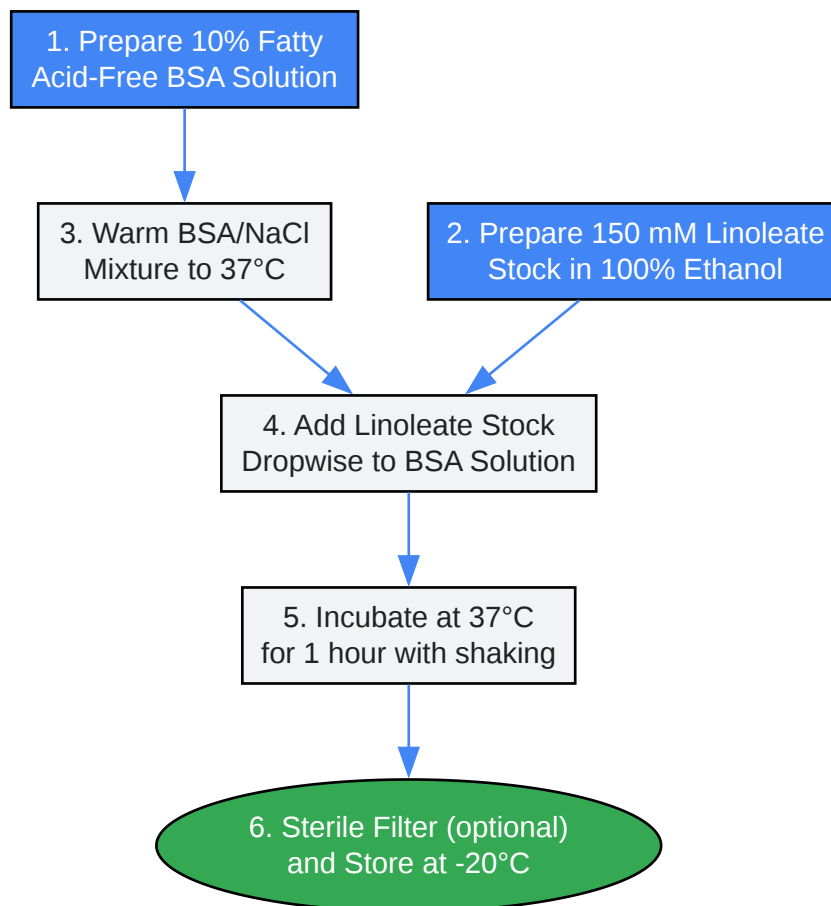 1. Prepare 10% Fatty
Acid-Free BSA Solution
3. Warm BSA/NaCl
Mixture to 37°C
2. Prepare 150 mM Linoleate
Stock in 100% Ethanol
4. Add Linoleate Stock
Dropwise to BSA Solution
5. Incubate at 37°C
for 1 hour with shaking
6. Sterile Filter (optional)
and Store at -20°C